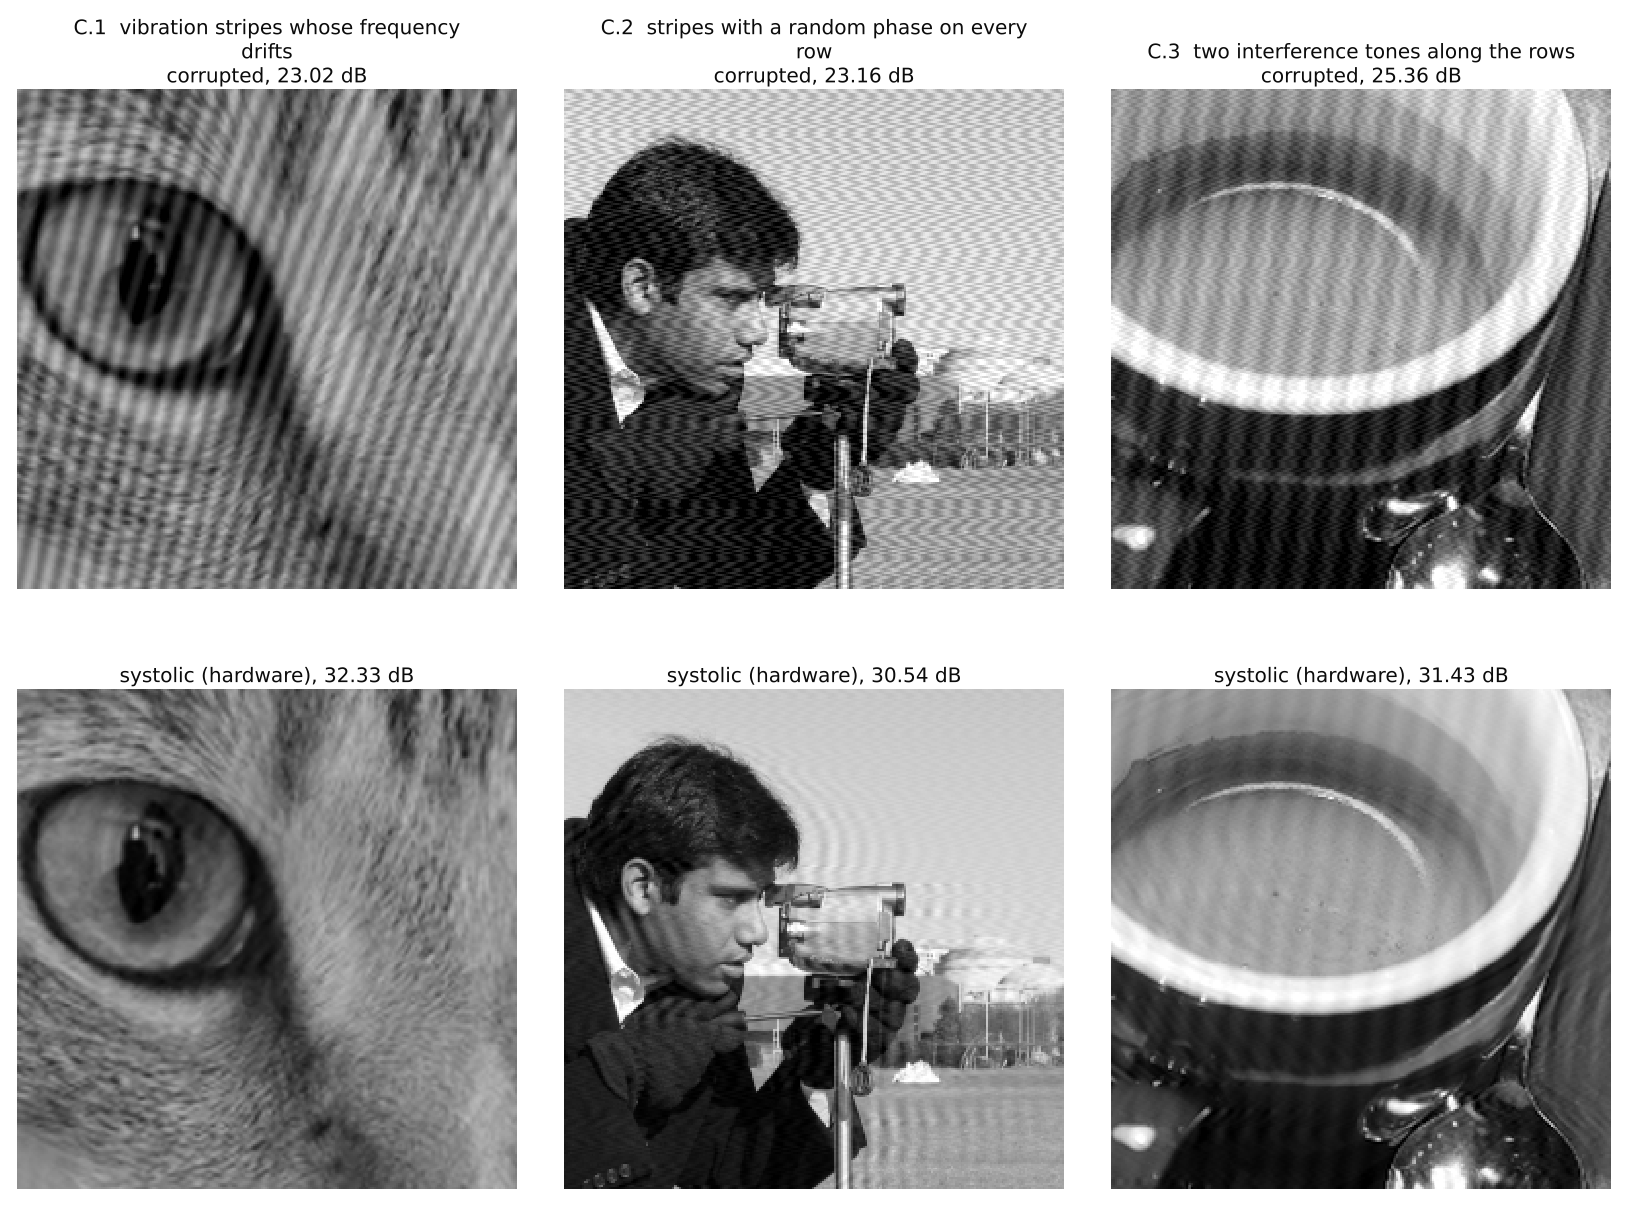 C.1  vibration stripes whose frequency
drifts
corrupted, 23.02 dB
C.2  stripes with a random phase on every
row
corrupted, 23.16 dB
C.3  two interference tones along the rows
corrupted, 25.36 dB
systolic (hardware), 32.33 dB
systolic (hardware), 30.54 dB
systolic (hardware), 31.43 dB